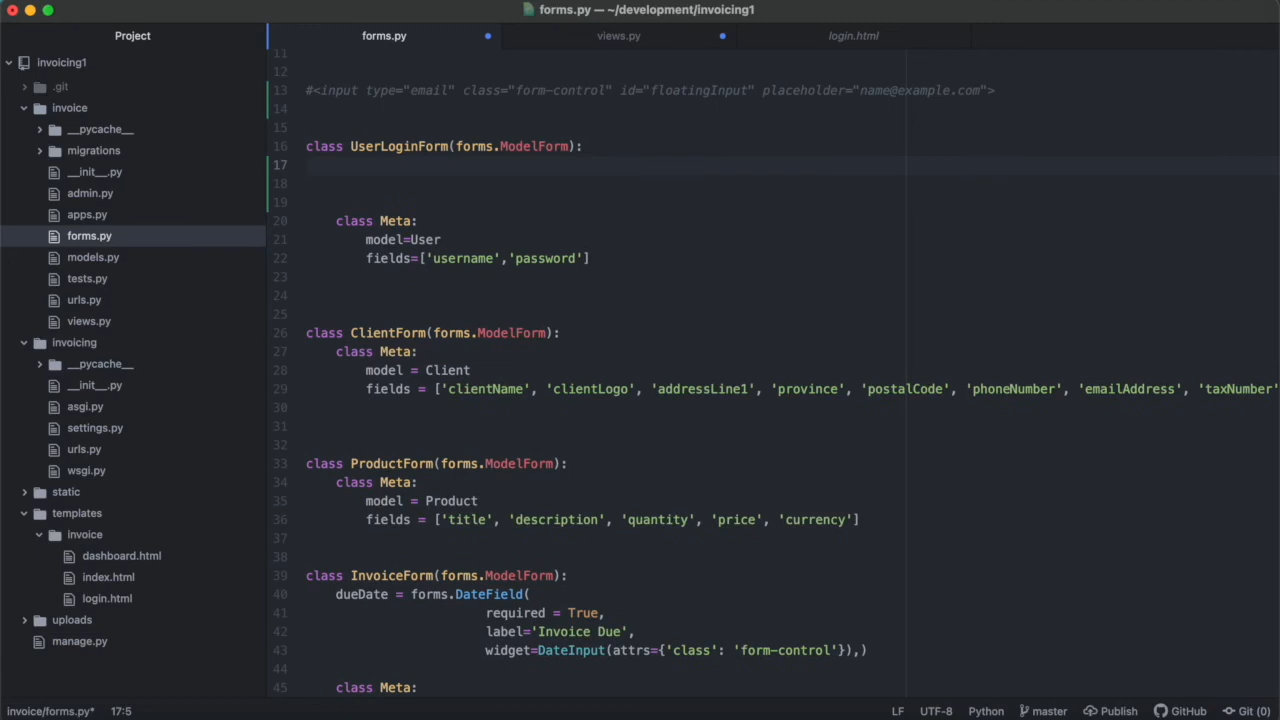 forms.py — ~/development/invoicing1
Project
forms.py
views.py
login.html
invoicing1
.git
invoice
__pycache__
migrations
__init__.py
admin.py
apps.py
forms.py
models.py
tests.py
urls.py
views.py
invoicing
__pycache__
__init__.py
asgi.py
settings.py
urls.py
wsgi.py
static
templates
invoice
dashboard.html
index.html
login.html
uploads
manage.py
11
12
13 #<input type="email" class="form-control" id="floatingInput" placeholder="name@example.com">
14
15
16 class UserLoginForm(forms.ModelForm):
17
18
19
20 class Meta:
21 model=User
22 fields=['username','password']
23
24
25
26 class ClientForm(forms.ModelForm):
27 class Meta:
28 model = Client
29 fields = ['clientName', 'clientLogo', 'addressLine1', 'province', 'postalCode', 'phoneNumber', 'emailAddress', 'taxNumber'
30
31
32
33 class ProductForm(forms.ModelForm):
34 class Meta:
35 model = Product
36 fields = ['title', 'description', 'quantity', 'price', 'currency']
37
38
39 class InvoiceForm(forms.ModelForm):
40 dueDate = forms.DateField(
41 required = True,
42 label='Invoice Due',
43 widget=DateInput(attrs={'class': 'form-control'}),)
44
45 class Meta:
invoice/forms.py* 17:5 LF UTF-8 Python master Publish GitHub Git (0)